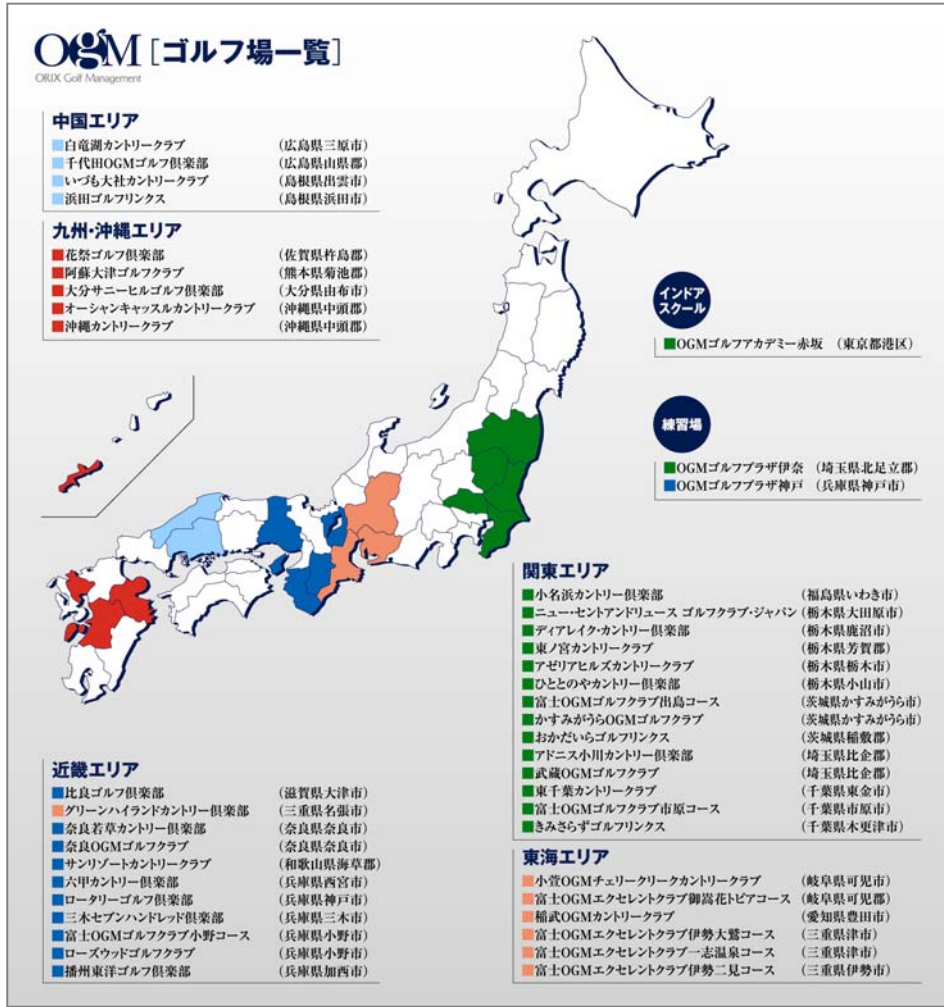 OGM [ゴルフ場一覧]
ORIX Golf Management
中国エリア
白竜湖カントリークラブ （広島県三原市）
千代田OGMゴルフ倶楽部 （広島県山県郡）
いづも大社カントリークラブ （島根県出雲市）
浜田ゴルフリンクス （島根県浜田市）
九州・沖縄エリア
花祭ゴルフ倶楽部 （佐賀県杵島郡）
阿蘇大津ゴルフクラブ （熊本県菊池郡）
大分サニーヒルゴルフ倶楽部 （大分県由布市）
オーシャンキャッスルカントリークラブ （沖縄県中頭郡）
沖縄カントリークラブ （沖縄県中頭郡）
インドア
スクール
OGMゴルフアカデミー赤坂 （東京都港区）
練習場
OGMゴルフプラザ伊奈 （埼玉県北足立郡）
OGMゴルフプラザ神戸 （兵庫県神戸市）
関東エリア
小名浜カントリー倶楽部 （福島県いわき市）
ニュー・セントアンドリュース ゴルフクラブ・ジャパン （栃木県大田原市）
ディアレイク・カントリー倶楽部 （栃木県鹿沼市）
東ノ宮カントリークラブ （栃木県芳賀郡）
アゼリアヒルズカントリークラブ （栃木県栃木市）
ひととのやカントリー倶楽部 （栃木県小山市）
富士OGMゴルフクラブ出島コース （茨城県かすみがうら市）
かすみがうらOGMゴルフクラブ （茨城県かすみがうら市）
おかだいらゴルフリンクス （茨城県稲敷郡）
アドニス小川カントリー倶楽部 （埼玉県比企郡）
武蔵OGMゴルフクラブ （埼玉県比企郡）
東千葉カントリークラブ （千葉県東金市）
富士OGMゴルフクラブ市原コース （千葉県市原市）
きみさらずゴルフリンクス （千葉県木更津市）
近畿エリア
比良ゴルフ倶楽部 （滋賀県大津市）
グリーンハイランドカントリー倶楽部 （三重県名張市）
奈良若草カントリー倶楽部 （奈良県奈良市）
奈良OGMゴルフクラブ （奈良県奈良市）
サンリゾートカントリークラブ （和歌山県海草郡）
六甲カントリー倶楽部 （兵庫県西宮市）
ロータリーゴルフ倶楽部 （兵庫県神戸市）
三木セブンハンドレッド倶楽部 （兵庫県三木市）
富士OGMゴルフクラブ小野コース （兵庫県小野市）
ローズウッドゴルフクラブ （兵庫県小野市）
播州東洋ゴルフ倶楽部 （兵庫県加西市）
東海エリア
小萱OGMチェリークリークカントリークラブ （岐阜県可児市）
富士OGMエクセレントクラブ御嵩花トピアコース （岐阜県可児郡）
稲武OGMカントリークラブ （愛知県豊田市）
富士OGMエクセレントクラブ伊勢大鷲コース （三重県津市）
富士OGMエクセレントクラブ一志温泉コース （三重県津市）
富士OGMエクセレントクラブ伊勢二見コース （三重県伊勢市）